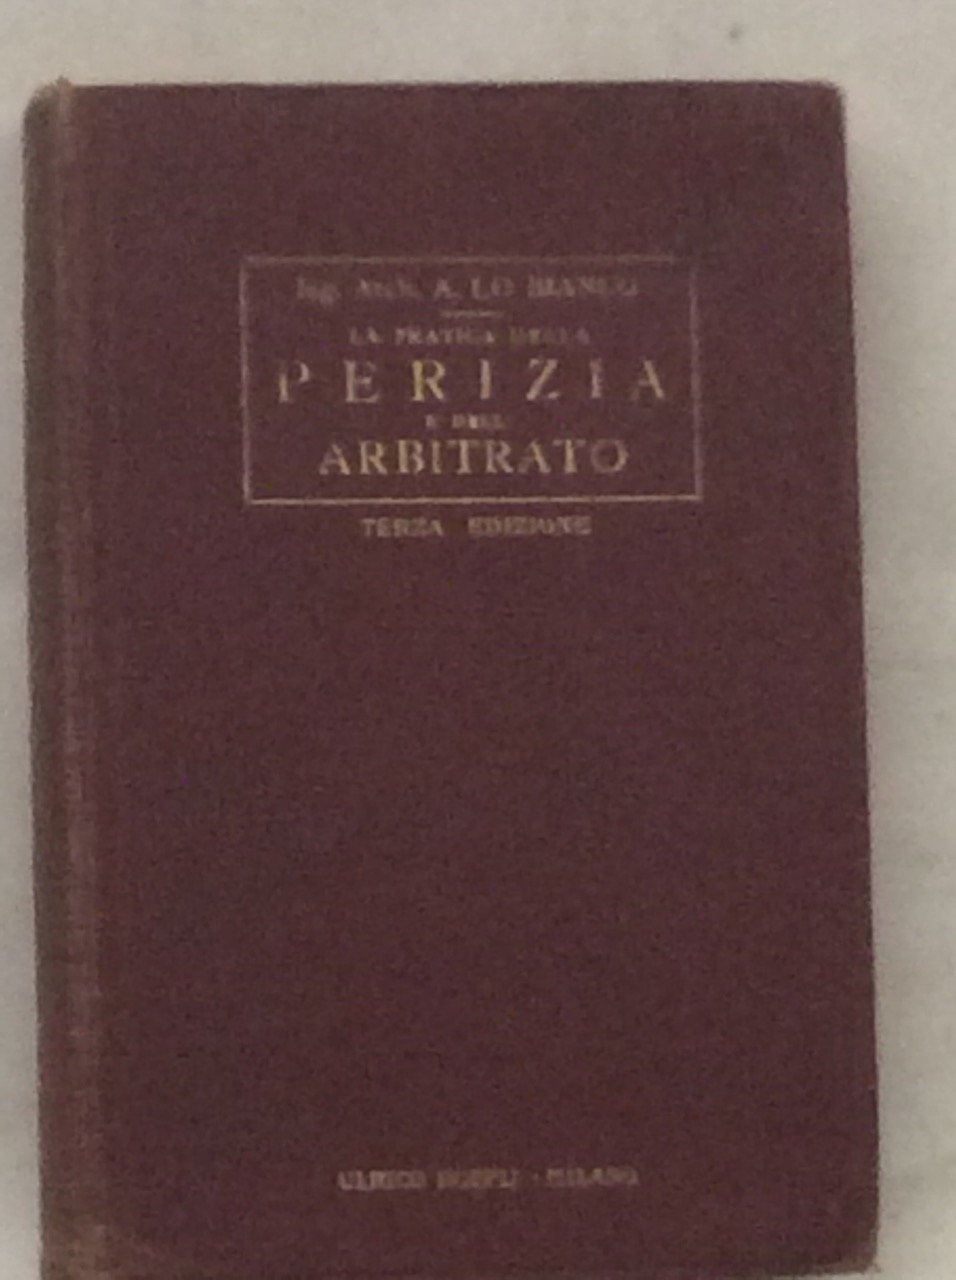 Ing. Arch. A. LO BIANCO
LA PRATICA DELLA
PERIZIA
E DELL'
ARBITRATO
TERZA EDIZIONE
ULRICO HOEPLI - MILANO